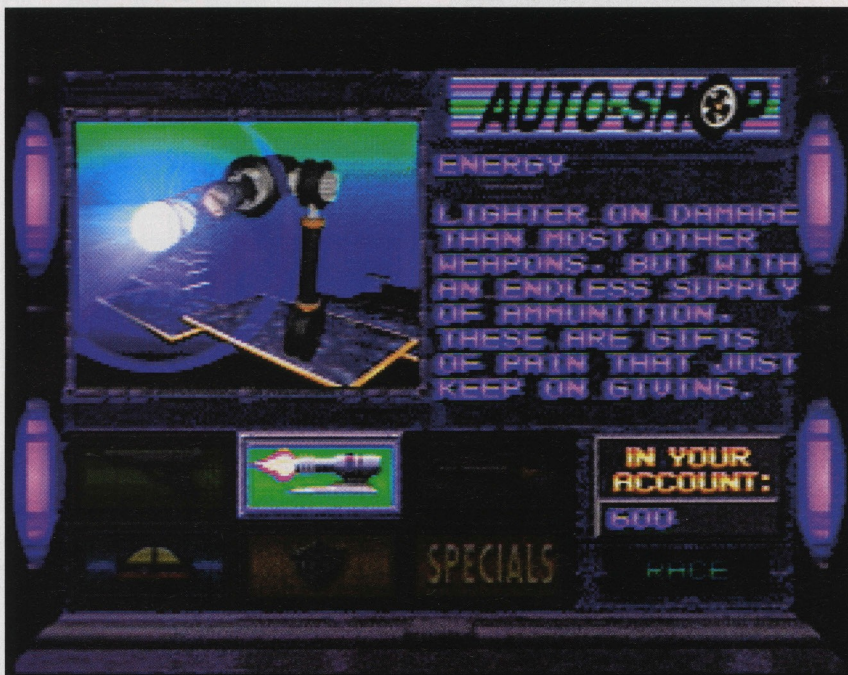 AUTO-SHOP
ENERGY
LIGHTER ON DAMAGE
THAN MOST OTHER
WEAPONS. BUT WITH
AN ENDLESS SUPPLY
OF AMMUNITION.
THESE ARE GIFTS
OF PAIN THAT JUST
KEEP ON GIVING.
IN YOUR
ACCOUNT:
600
SPECIALS
RACE